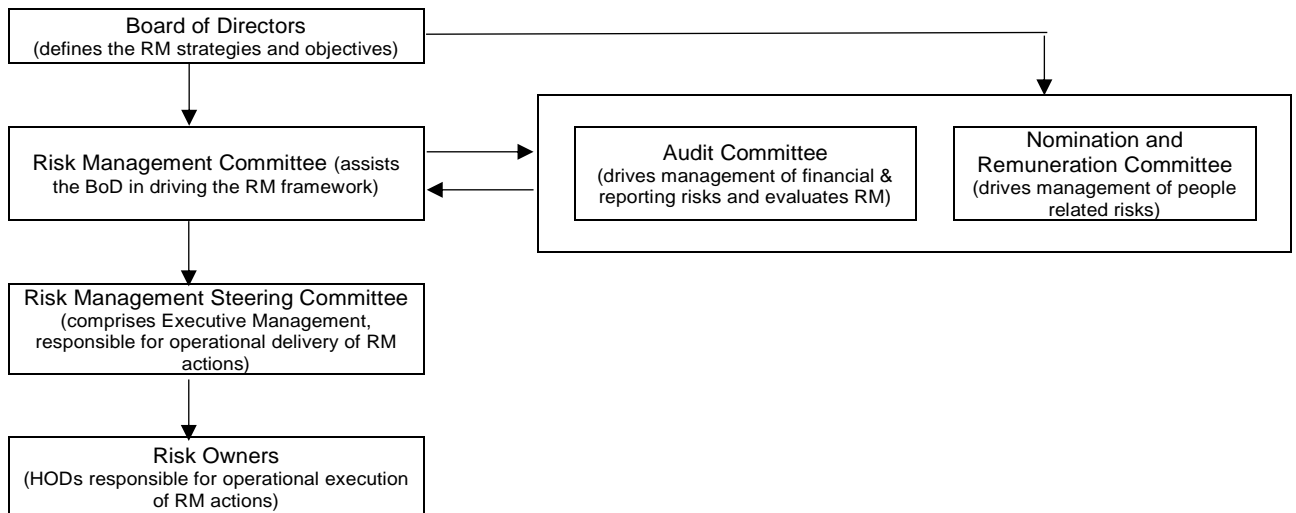 Board of Directors
(defines the RM strategies and objectives)
Risk Management Committee (assists
the BoD in driving the RM framework)
Audit Committee
(drives management of financial &
reporting risks and evaluates RM)
Nomination and
Remuneration Committee
(drives management of people
related risks)
Risk Management Steering Committee
(comprises Executive Management,
responsible for operational delivery of RM
actions)
Risk Owners
(HODs responsible for operational execution
of RM actions)